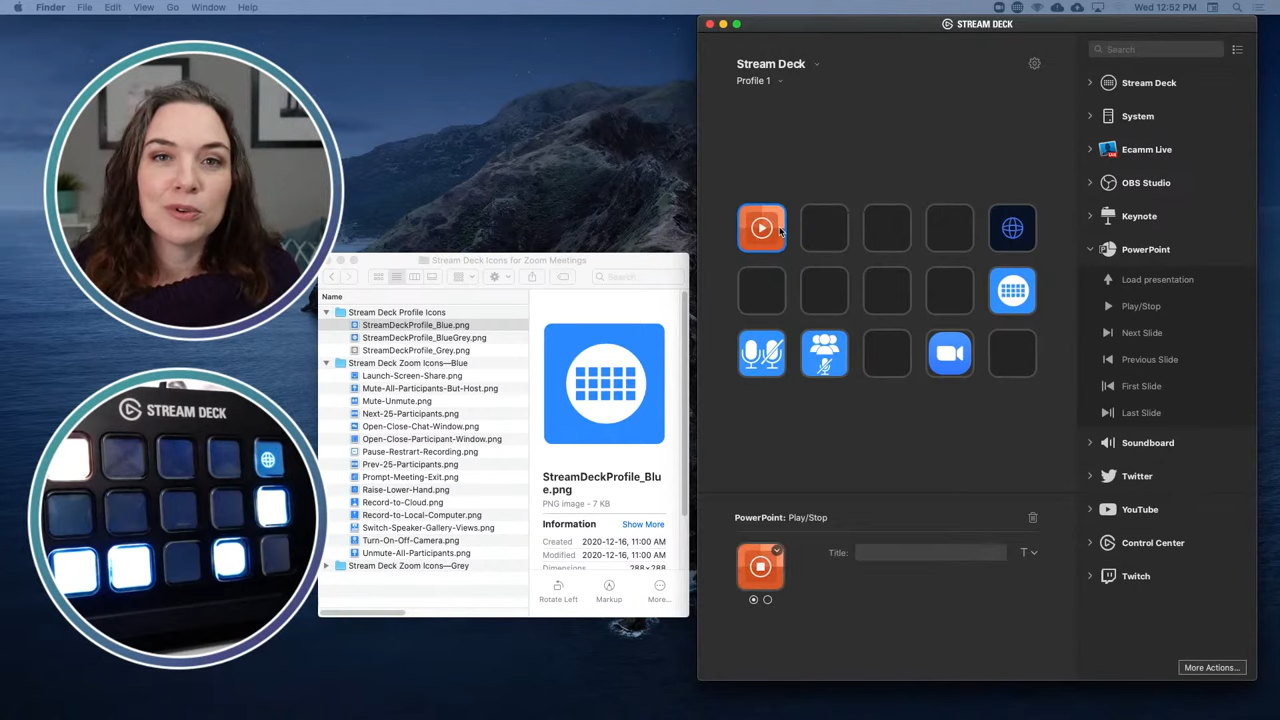 Finder File Edit View Go Window Help
Wed 12:52 PM
STREAM DECK
Stream Deck Icons for Zoom Meetings
Search
Name
Stream Deck Profile Icons
StreamDeckProfile_Blue.png
StreamDeckProfile_BlueGrey.png
StreamDeckProfile_Grey.png
Stream Deck Zoom Icons—Blue
Launch-Screen-Share.png
Mute-All-Participants-But-Host.png
Mute-Unmute.png
Next-25-Participants.png
Open-Close-Chat-Window.png
Open-Close-Participant-Window.png
Pause-Restrart-Recording.png
Prev-25-Participants.png
Prompt-Meeting-Exit.png
Raise-Lower-Hand.png
Record-to-Cloud.png
Record-to-Local-Computer.png
Switch-Speaker-Gallery-Views.png
Turn-On-Off-Camera.png
Unmute-All-Participants.png
Stream Deck Zoom Icons—Grey
StreamDeckProfile_Blu
e.png
PNG image - 7 KB
Information Show More
Created 2020-12-16, 11:00 AM
Modified 2020-12-16, 11:00 AM
Dimensions 288×288
Rotate Left
Markup
More...
STREAM DECK
Stream Deck
Profile 1
PowerPoint: Play/Stop
Title:
T
Search
Stream Deck
System
Ecamm Live
OBS Studio
Keynote
PowerPoint
Load presentation
Play/Stop
Next Slide
Previous Slide
First Slide
Last Slide
Soundboard
Twitter
YouTube
Control Center
Twitch
More Actions...